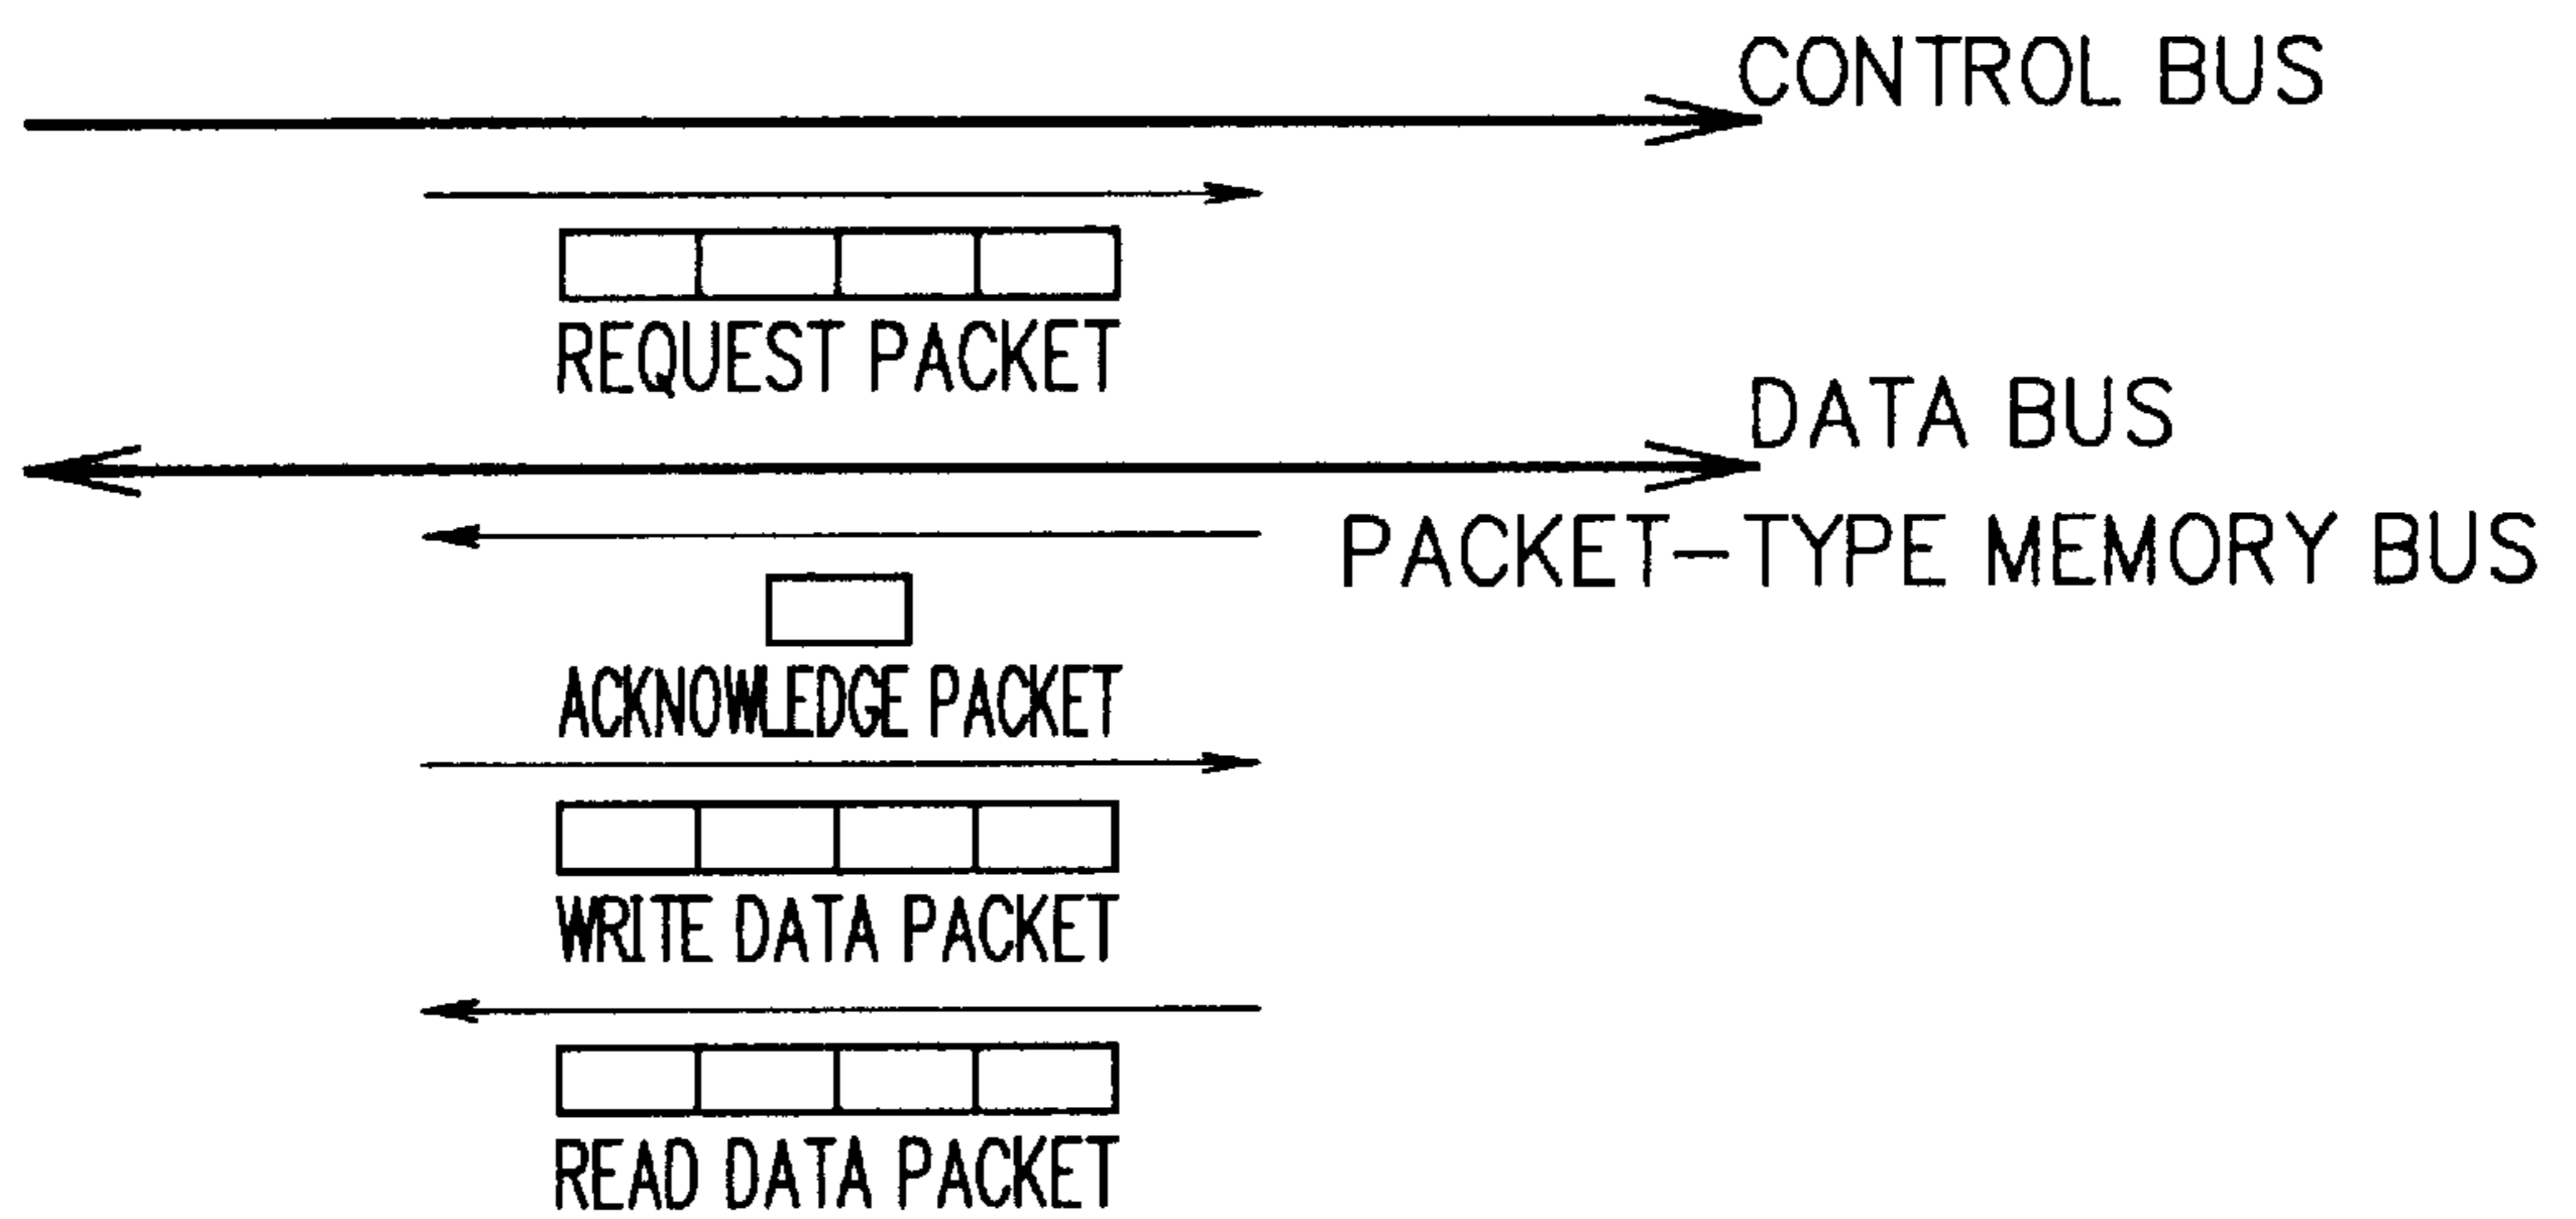 CONTROL BUS
REQUEST PACKET
DATA BUS
PACKET-TYPE MEMORY BUS
ACKNOWLEDGE PACKET
WRITE DATA PACKET
READ DATA PACKET